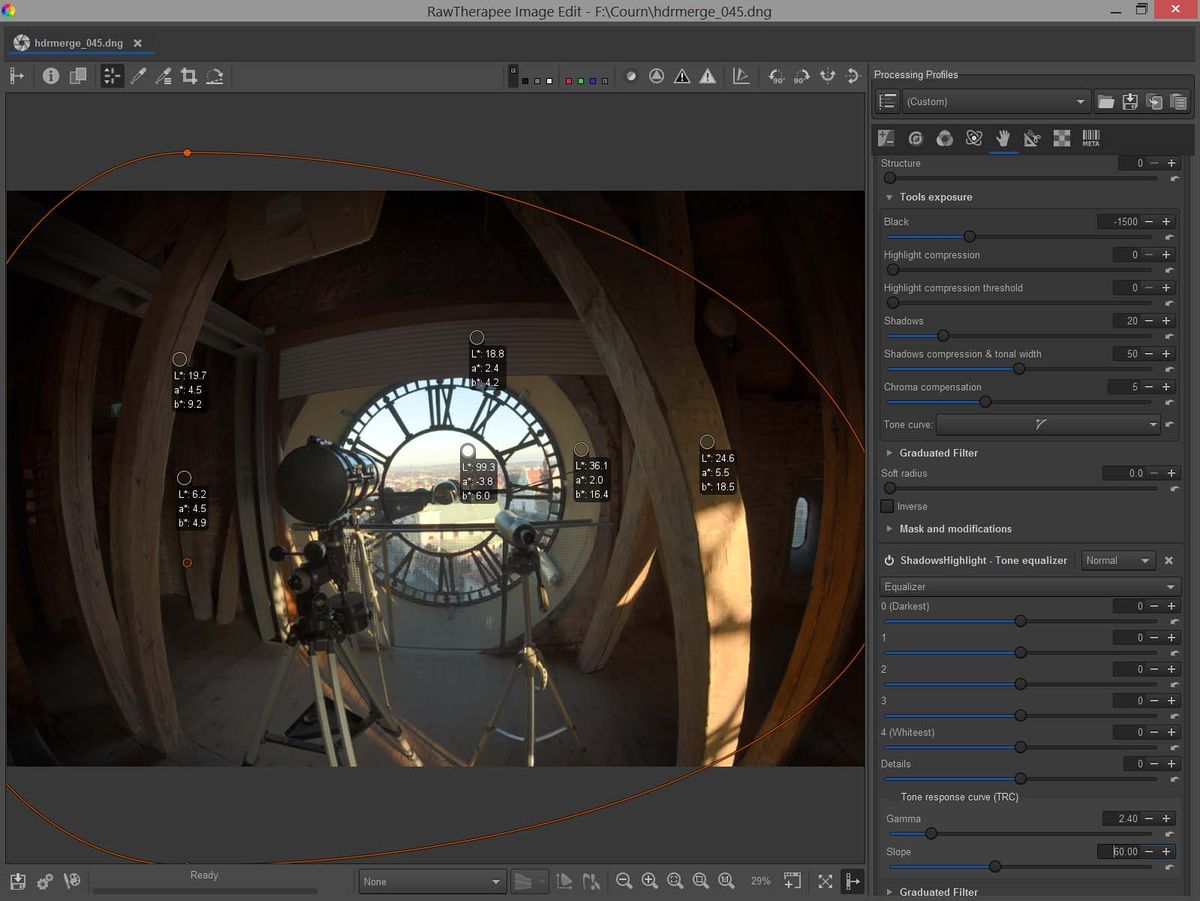 RawTherapee Image Edit - F:\Courn\hdrmerge_045.dng
hdrmerge_045.dng
Processing Profiles
(Custom)
META
Structure 0
Tools exposure
Black -1500
Highlight compression 0
Highlight compression threshold 0
Shadows 20
Shadows compression & tonal width 50
Chroma compensation 5
Tone curve:
Graduated Filter
Soft radius 0.0
Inverse
Mask and modifications
ShadowsHighlight - Tone equalizer Normal
Equalizer
0 (Darkest) 0
1 0
2 0
3 0
4 (Whiteest) 0
Details 0
Tone response curve (TRC)
Gamma 2.40
Slope 60.00
Graduated Filter
L*: 19.7
a*: 4.5
b*: 9.2
L*: 18.8
a*: 2.4
b*: 4.2
L*: 6.2
a*: 4.5
b*: 4.9
L*: 99.3
a*: -3.8
b*: 6.0
L*: 36.1
a*: 2.0
b*: 16.4
L*: 24.6
a*: 5.5
b*: 18.5
Ready
None
29%